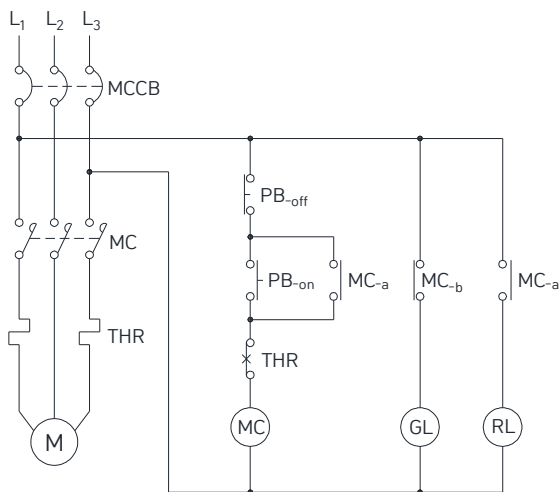 L₁ L₂ L₃
MCCB
PB-off
MC
PB-on MC-a MC-b MC-a
THR THR
MC GL RL
M